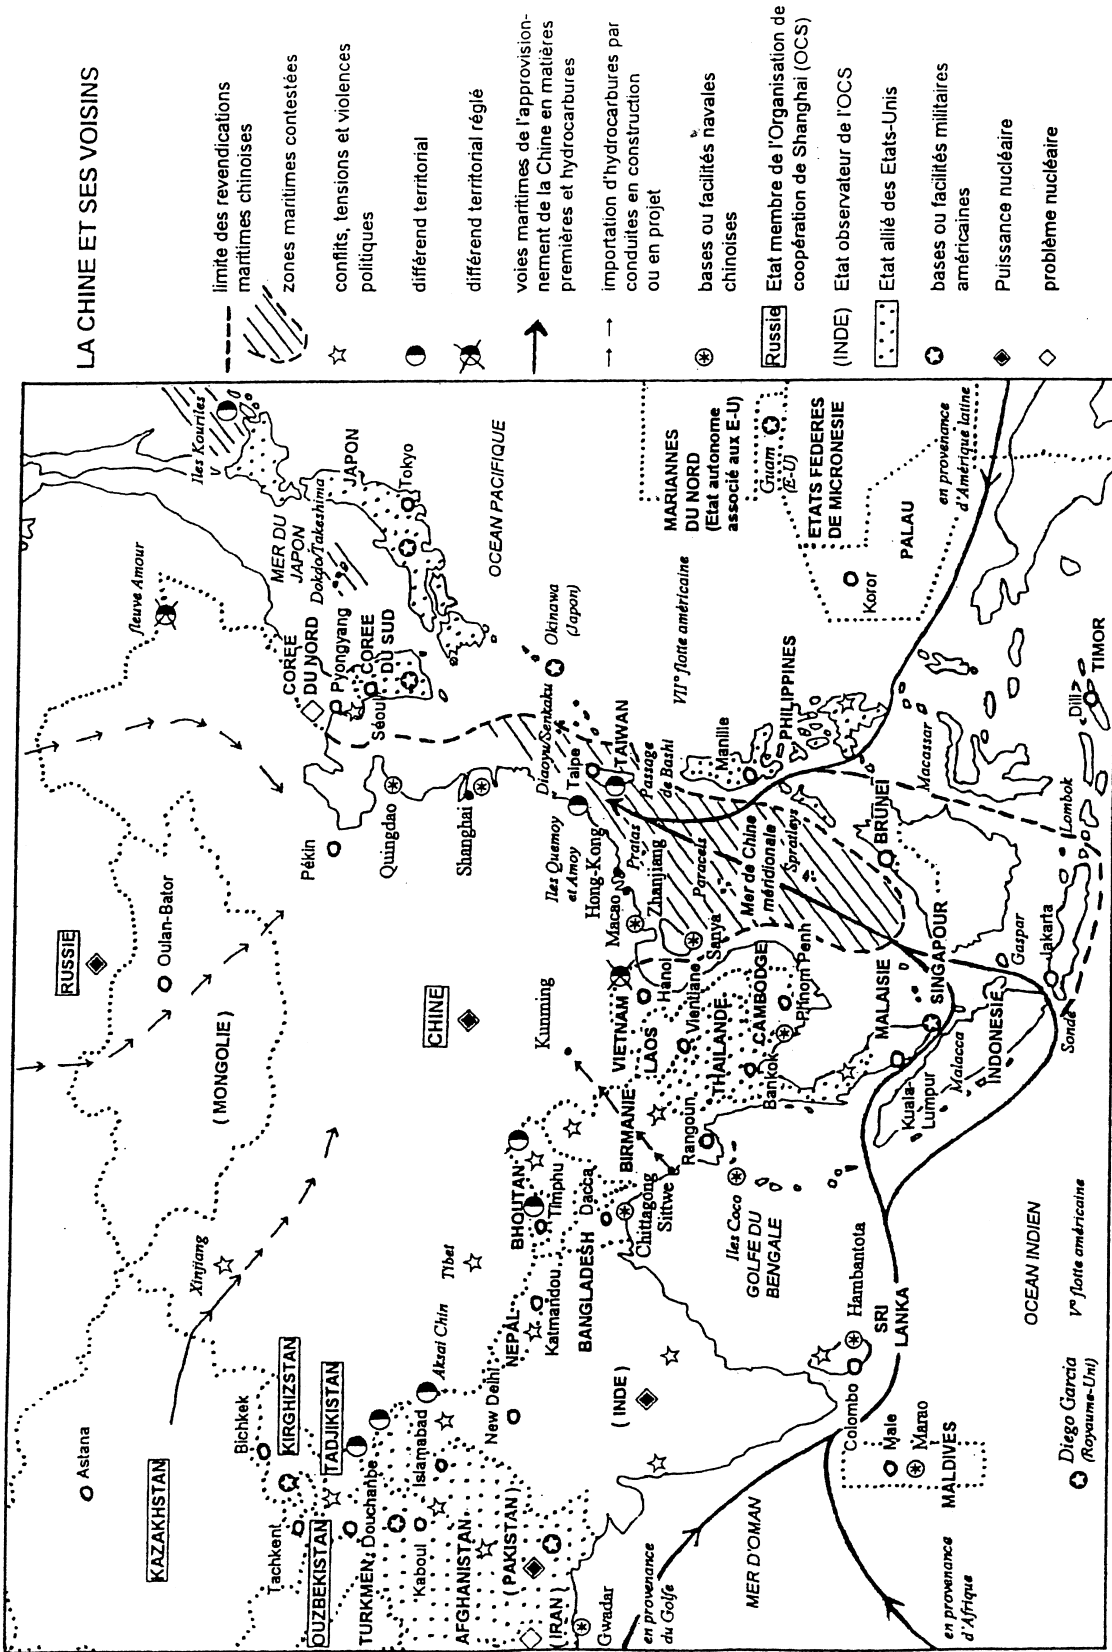 LA CHINE ET SES VOISINS
limite des revendications
maritimes chinoises
zones maritimes contestées
conflits, tensions et violences
politiques
différend territorial
différend territorial réglé
voies maritimes de l'approvision-
nement de la Chine en matières
premières et hydrocarbures
importation d'hydrocarbures par
conduites en construction
ou en projet
bases ou facilités navales
chinoises
Russie
Etat membre de l'Organisation de
coopération de Shanghai (OCS)
(INDE)
Etat observateur de l'OCS
Etat allié des Etats-Unis
bases ou facilités militaires
américaines
Puissance nucléaire
problème nucléaire
RUSSIE
fleuve Amour
Iles Kouriles
Astana
KAZAKHSTAN
Oulan-Bator
(MONGOLIE)
MER DU
JAPON
JAPON
Dokdo/Takeshima
Tokyo
COREE
DU NORD
Pyongyang
COREE
DU SUD
Séoul
Xinjiang
Bichkek
KIRGHIZSTAN
Tachkent
OUZBEKISTAN
TADJIKISTAN
TURKMEN.
Douchanbe
Pékin
Quingdao
Shanghai
CHINE
OCEAN PACIFIQUE
Okinawa
(Japon)
Diaoyu/Senkaku
Kaboul
Islamabad
AFGHANISTAN
(PAKISTAN)
(IRAN)
Gwadar
Aksai Chin
Tibet
New Delhi
NEPAL
Katmandou
BHOUTAN
Timphu
BANGLADESH
Dacca
Chittagong
Sittwe
BIRMANIE
Rangoun
Kunming
VIETNAM
Hanoi
LAOS
Vientiane
THAILANDE
Bankok
CAMBODGE
Phnom Penh
Iles Quemoy
et Amoy
Taipe
TAIWAN
Hong-Kong
Macao
Zhanjiang
Sanya
Pratas
Passage
de Bashi
Paracels
Mer de Chine
méridionale
Spratleys
VII° flotte américaine
Manille
PHILIPPINES
MARIANNES
DU NORD
(Etat autonome
associé aux E-U)
Guam
(E-U)
ETATS FEDERES
DE MICRONESIE
PALAU
Koror
en provenance
d'Amérique latine
(INDE)
Iles Coco
GOLFE DU
BENGALE
Colombo
Hambantota
SRI
LANKA
Male
Marao
MALDIVES
MER D'OMAN
en provenance
du Golfe
en provenance
d'Afrique
MALAISIE
Kuala-
Lumpur
Malacca
SINGAPOUR
BRUNEI
INDONESIE
Gaspar
Jakarta
Sonde
Lombok
Macassar
Dili
TIMOR
OCEAN INDIEN
V° flotte américaine
Diego Garcia
(Royaume-Uni)